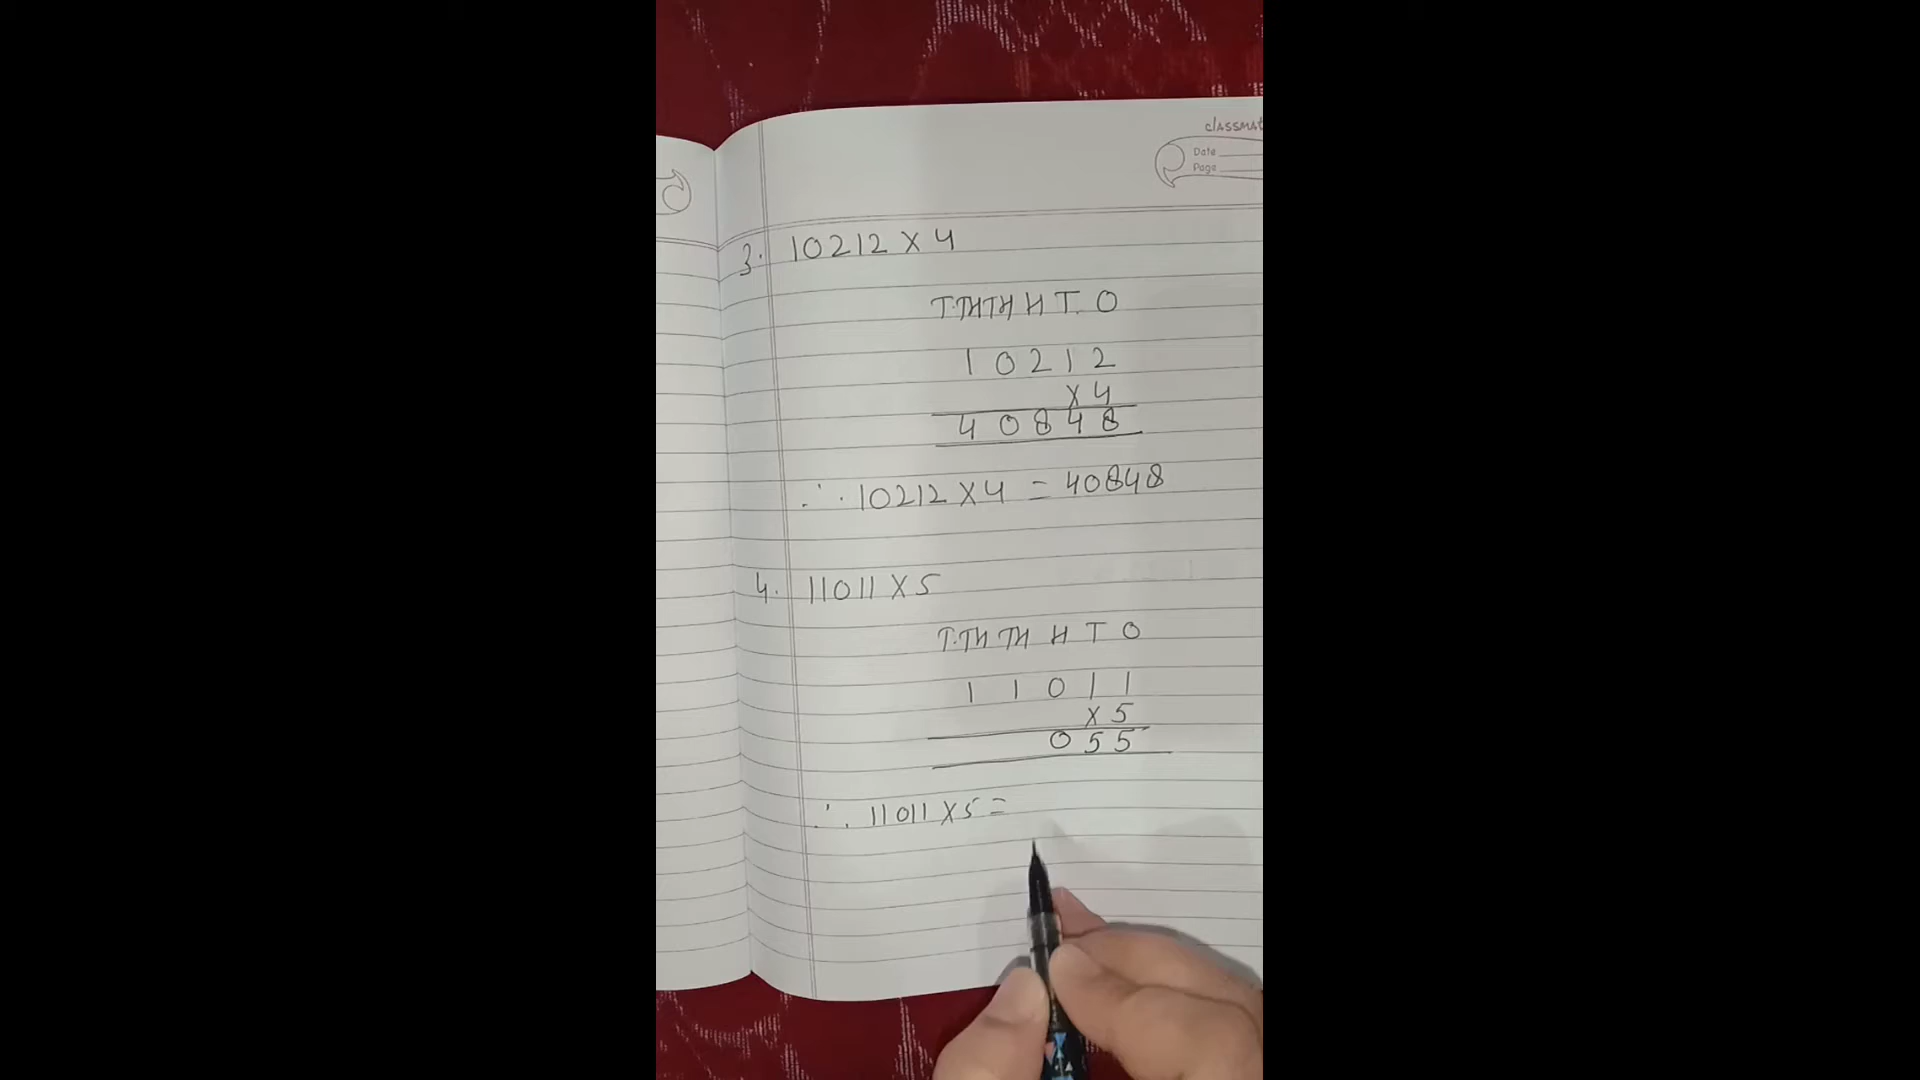 classmat
Date
Page
3. 10212 X 4
T.TH TH H T. O
1 0 2 1 2
X 4
4 0 8 4 8
∴ 10212 X 4 = 40848
4. 11011 X 5
T.TH TH H T O
1 1 0 1 1
X 5
0 5 5
∴ 11011 X 5 =